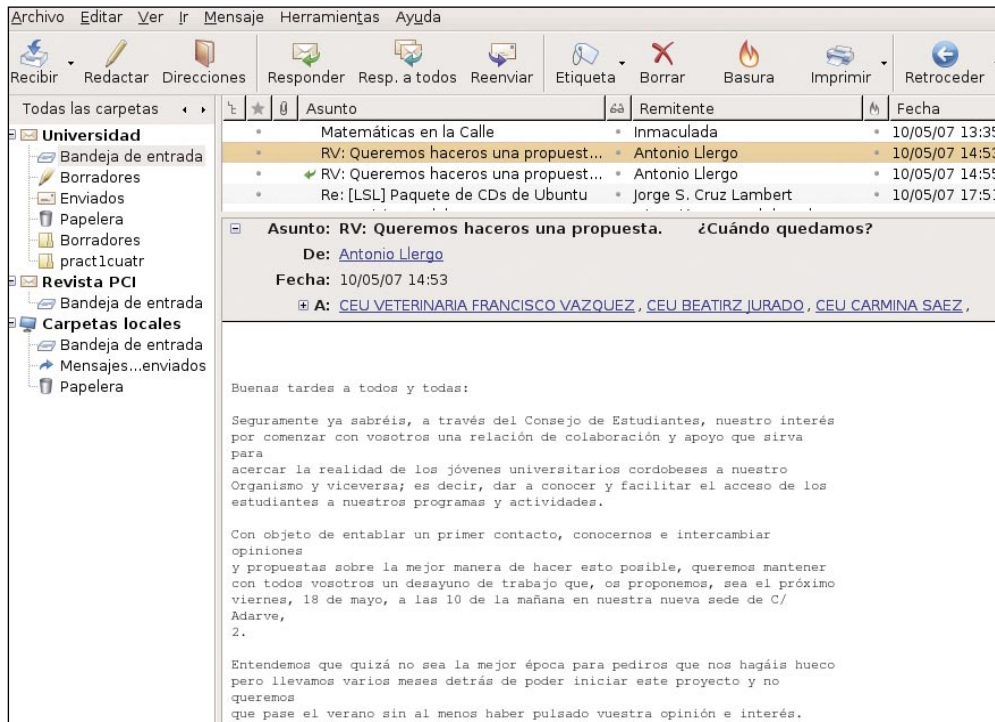 Archivo Editar Ver Ir Mensaje Herramientas Ayuda
Recibir Redactar Direcciones Responder Resp. a todos Reenviar Etiqueta Borrar Basura Imprimir Retroceder
Todas las carpetas
Asunto Remitente Fecha
Universidad
Bandeja de entrada
Borradores
Enviados
Papelera
Borradores
pract1cuatr
Revista PCI
Bandeja de entrada
Carpetas locales
Bandeja de entrada
Mensajes...enviados
Papelera
Matemáticas en la Calle Inmaculada 10/05/07 13:35
RV: Queremos haceros una propuest... Antonio Llergo 10/05/07 14:53
RV: Queremos haceros una propuest... Antonio Llergo 10/05/07 14:55
Re: [LSL] Paquete de CDs de Ubuntu Jorge S. Cruz Lambert 10/05/07 17:51
Asunto: RV: Queremos haceros una propuesta. ¿Cuándo quedamos?
De: Antonio Llergo
Fecha: 10/05/07 14:53
A: CEU VETERINARIA FRANCISCO VAZQUEZ , CEU BEATIRZ JURADO , CEU CARMINA SAEZ ,
Buenas tardes a todos y todas:
Seguramente ya sabréis, a través del Consejo de Estudiantes, nuestro interés
por comenzar con vosotros una relación de colaboración y apoyo que sirva
para
acercar la realidad de los jóvenes universitarios cordobeses a nuestro
Organismo y viceversa; es decir, dar a conocer y facilitar el acceso de los
estudiantes a nuestros programas y actividades.
Con objeto de entablar un primer contacto, conocernos e intercambiar
opiniones
y propuestas sobre la mejor manera de hacer esto posible, queremos mantener
con todos vosotros un desayuno de trabajo que, os proponemos, sea el próximo
viernes, 18 de mayo, a las 10 de la mañana en nuestra nueva sede de C/
Adarve,
2.
Entendemos que quizá no sea la mejor época para pediros que nos hagáis hueco
pero llevamos varios meses detrás de poder iniciar este proyecto y no
queremos
que pase el verano sin al menos haber pulsado vuestra opinión e interés.